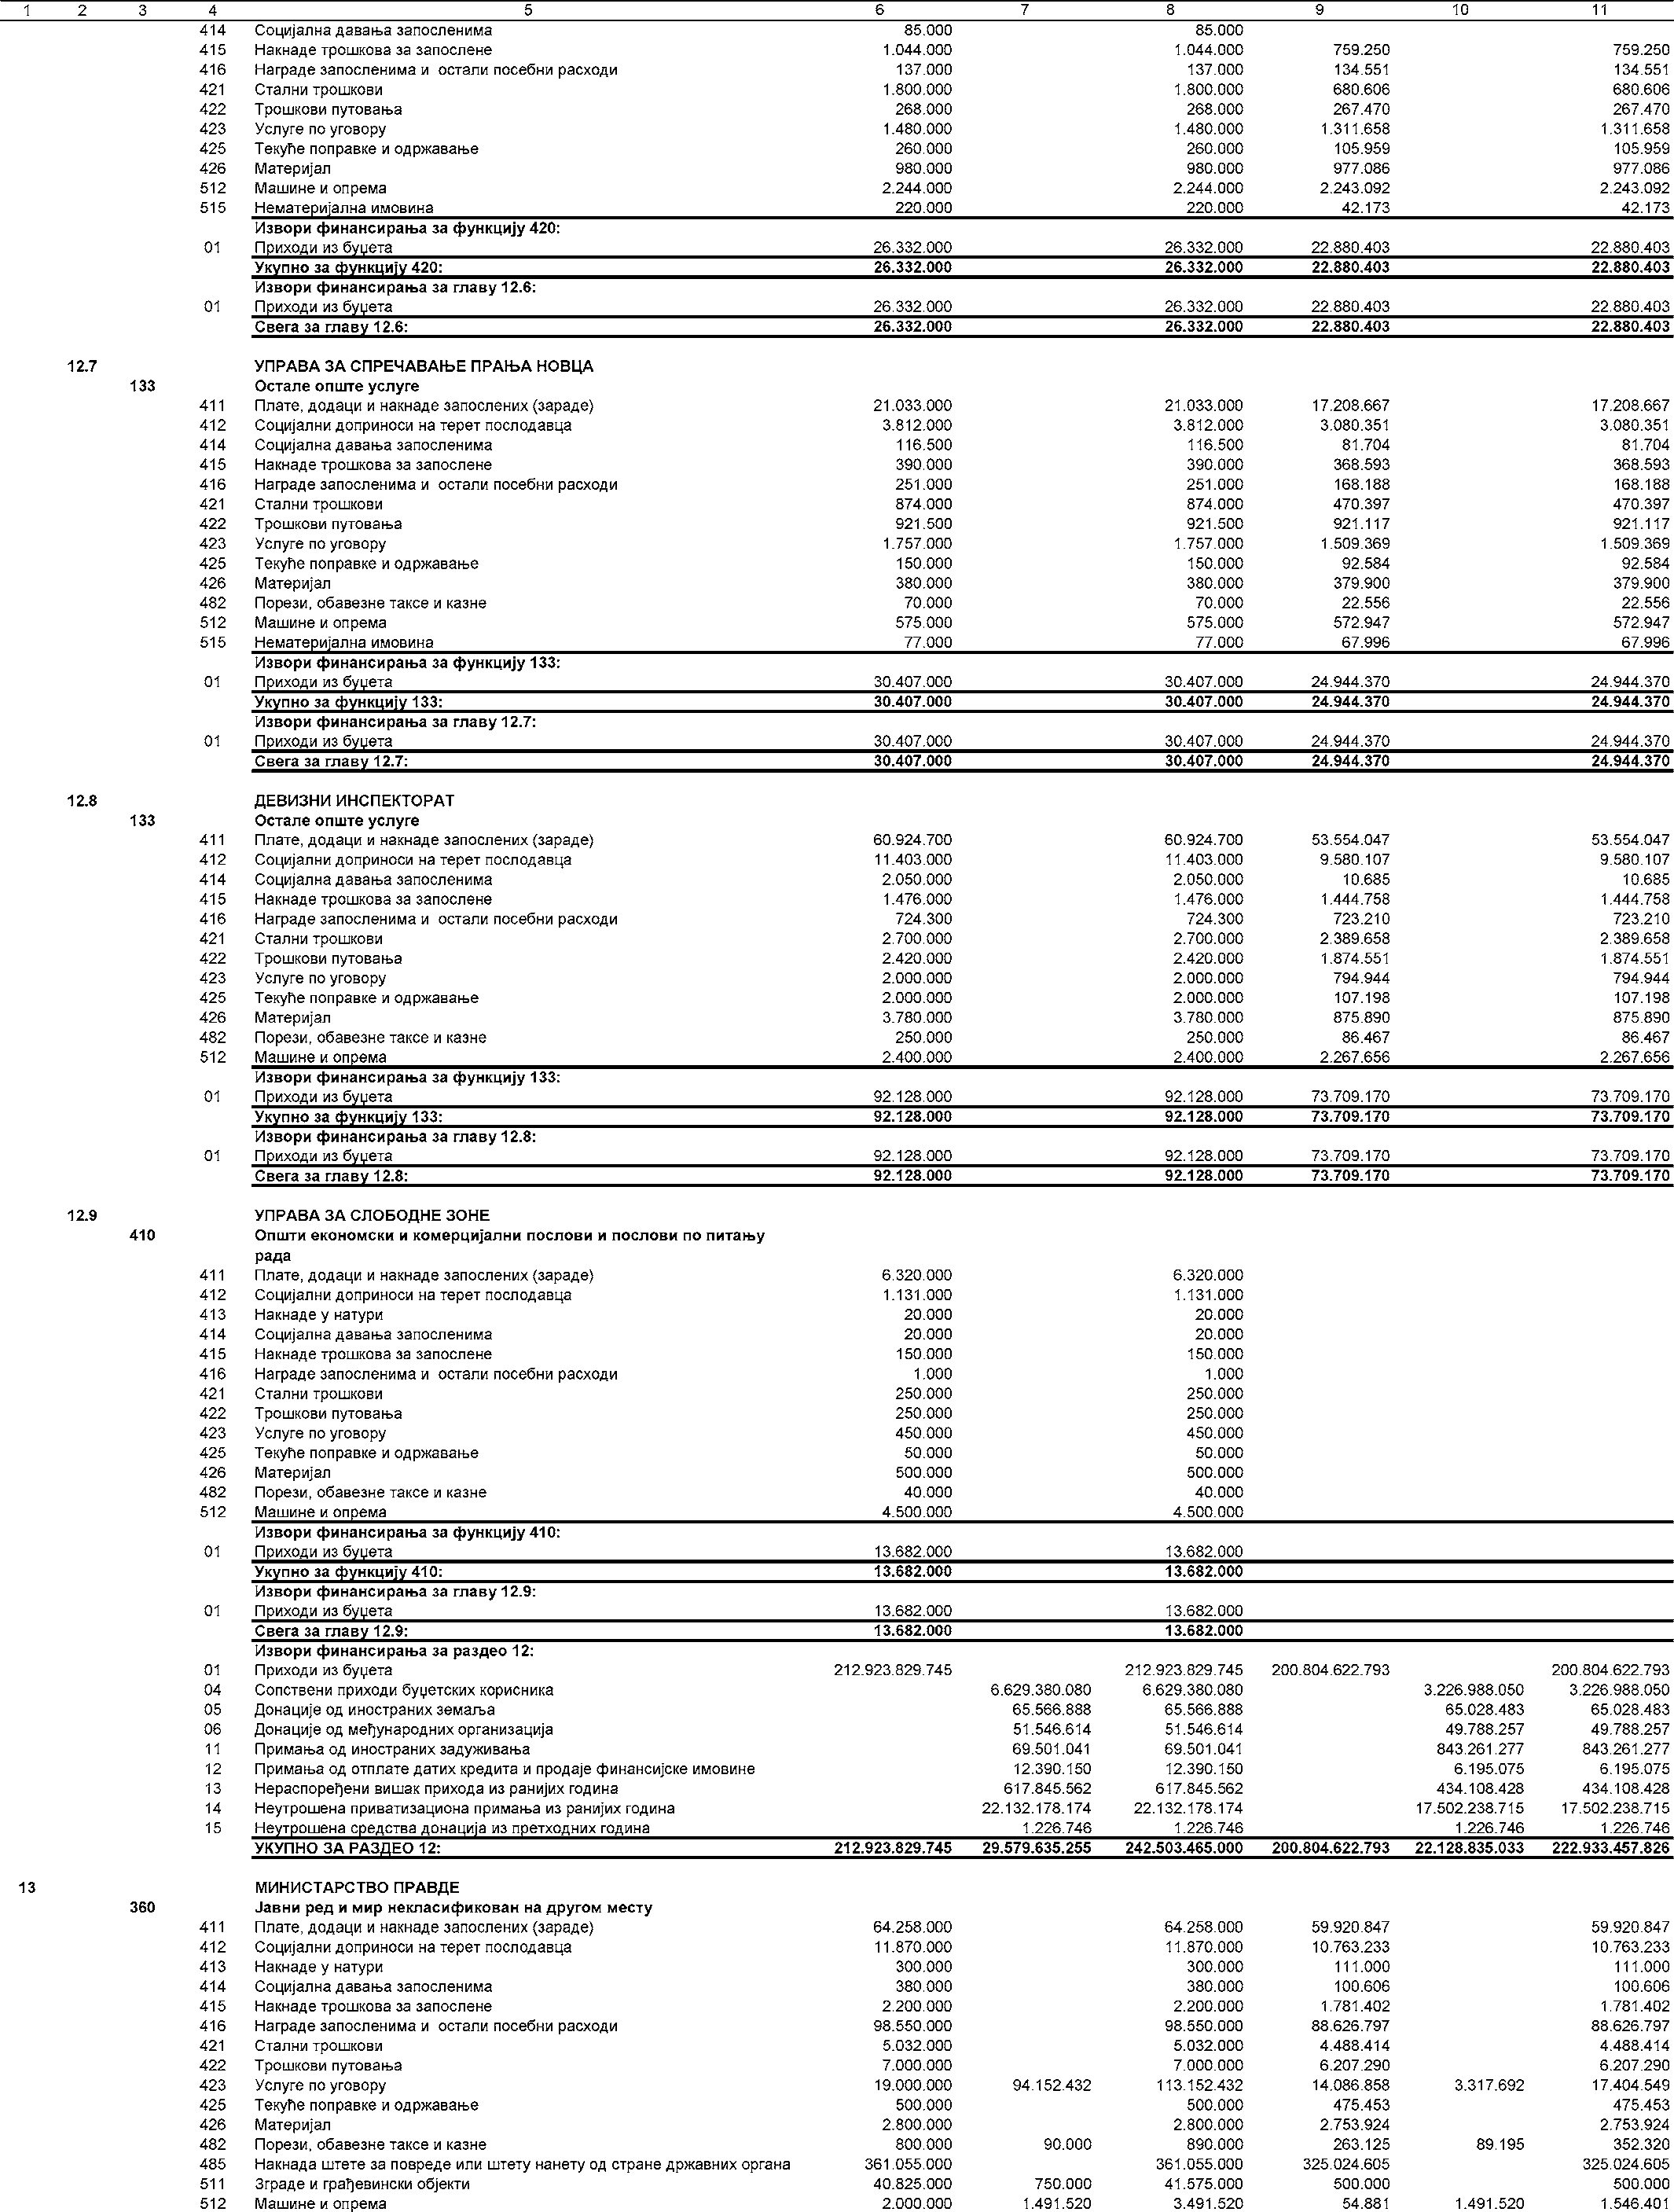 1 2 3 4 5 6 7 8 9 10 11
414 Социјална давања запосленима 85.000 85.000
415 Накнаде трошкова за запослене 1.044.000 1.044.000 759.250 759.250
416 Награде запосленима и остали посебни расходи 137.000 137.000 134.551 134.551
421 Стални трошкови 1.800.000 1.800.000 680.606 680.606
422 Трошкови путовања 268.000 268.000 267.470 267.470
423 Услуге по уговору 1.480.000 1.480.000 1.311.658 1.311.658
425 Текуће поправке и одржавање 260.000 260.000 105.959 105.959
426 Материјал 980.000 980.000 977.086 977.086
512 Машине и опрема 2.244.000 2.244.000 2.243.092 2.243.092
515 Нематеријална имовина 220.000 220.000 42.173 42.173
Извори финансирања за функцију 420:
01 Приходи из буџета 26.332.000 26.332.000 22.880.403 22.880.403
Укупно за функцију 420: 26.332.000 26.332.000 22.880.403 22.880.403
Извори финансирања за главу 12.6:
01 Приходи из буџета 26.332.000 26.332.000 22.880.403 22.880.403
Свега за главу 12.6: 26.332.000 26.332.000 22.880.403 22.880.403
12.7 УПРАВА ЗА СПРЕЧАВАЊЕ ПРАЊА НОВЦА
133 Остале опште услуге
411 Плате, додаци и накнаде запослених (зараде) 21.033.000 21.033.000 17.208.667 17.208.667
412 Социјални доприноси на терет послодавца 3.812.000 3.812.000 3.080.351 3.080.351
414 Социјална давања запосленима 116.500 116.500 81.704 81.704
415 Накнаде трошкова за запослене 390.000 390.000 368.593 368.593
416 Награде запосленима и остали посебни расходи 251.000 251.000 168.188 168.188
421 Стални трошкови 874.000 874.000 470.397 470.397
422 Трошкови путовања 921.500 921.500 921.117 921.117
423 Услуге по уговору 1.757.000 1.757.000 1.509.369 1.509.369
425 Текуће поправке и одржавање 150.000 150.000 92.584 92.584
426 Материјал 380.000 380.000 379.900 379.900
482 Порези, обавезне таксе и казне 70.000 70.000 22.556 22.556
512 Машине и опрема 575.000 575.000 572.947 572.947
515 Нематеријална имовина 77.000 77.000 67.996 67.996
Извори финансирања за функцију 133:
01 Приходи из буџета 30.407.000 30.407.000 24.944.370 24.944.370
Укупно за функцију 133: 30.407.000 30.407.000 24.944.370 24.944.370
Извори финансирања за главу 12.7:
01 Приходи из буџета 30.407.000 30.407.000 24.944.370 24.944.370
Свега за главу 12.7: 30.407.000 30.407.000 24.944.370 24.944.370
12.8 ДЕВИЗНИ ИНСПЕКТОРАТ
133 Остале опште услуге
411 Плате, додаци и накнаде запослених (зараде) 60.924.700 60.924.700 53.554.047 53.554.047
412 Социјални доприноси на терет послодавца 11.403.000 11.403.000 9.580.107 9.580.107
414 Социјална давања запосленима 2.050.000 2.050.000 10.685 10.685
415 Накнаде трошкова за запослене 1.476.000 1.476.000 1.444.758 1.444.758
416 Награде запосленима и остали посебни расходи 724.300 724.300 723.210 723.210
421 Стални трошкови 2.700.000 2.700.000 2.389.658 2.389.658
422 Трошкови путовања 2.420.000 2.420.000 1.874.551 1.874.551
423 Услуге по уговору 2.000.000 2.000.000 794.944 794.944
425 Текуће поправке и одржавање 2.000.000 2.000.000 107.198 107.198
426 Материјал 3.780.000 3.780.000 875.890 875.890
482 Порези, обавезне таксе и казне 250.000 250.000 86.467 86.467
512 Машине и опрема 2.400.000 2.400.000 2.267.656 2.267.656
Извори финансирања за функцију 133:
01 Приходи из буџета 92.128.000 92.128.000 73.709.170 73.709.170
Укупно за функцију 133: 92.128.000 92.128.000 73.709.170 73.709.170
Извори финансирања за главу 12.8:
01 Приходи из буџета 92.128.000 92.128.000 73.709.170 73.709.170
Свега за главу 12.8: 92.128.000 92.128.000 73.709.170 73.709.170
12.9 УПРАВА ЗА СЛОБОДНЕ ЗОНЕ
410 Општи економски и комерцијални послови и послови по питању
рада
411 Плате, додаци и накнаде запослених (зараде) 6.320.000 6.320.000
412 Социјални доприноси на терет послодавца 1.131.000 1.131.000
413 Накнаде у натури 20.000 20.000
414 Социјална давања запосленима 20.000 20.000
415 Накнаде трошкова за запослене 150.000 150.000
416 Награде запосленима и остали посебни расходи 1.000 1.000
421 Стални трошкови 250.000 250.000
422 Трошкови путовања 250.000 250.000
423 Услуге по уговору 450.000 450.000
425 Текуће поправке и одржавање 50.000 50.000
426 Материјал 500.000 500.000
482 Порези, обавезне таксе и казне 40.000 40.000
512 Машине и опрема 4.500.000 4.500.000
Извори финансирања за функцију 410:
01 Приходи из буџета 13.682.000 13.682.000
Укупно за функцију 410: 13.682.000 13.682.000
Извори финансирања за главу 12.9:
01 Приходи из буџета 13.682.000 13.682.000
Свега за главу 12.9: 13.682.000 13.682.000
Извори финансирања за раздео 12:
01 Приходи из буџета 212.923.829.745 212.923.829.745 200.804.622.793 200.804.622.793
04 Сопствени приходи буџетских корисника 6.629.380.080 6.629.380.080 3.226.988.050 3.226.988.050
05 Донације од иностраних земаља 65.566.888 65.566.888 65.028.483 65.028.483
06 Донације од међународних организација 51.546.614 51.546.614 49.788.257 49.788.257
11 Примања од иностраних задуживања 69.501.041 69.501.041 843.261.277 843.261.277
12 Примања од отплате датих кредита и продаје финансијске имовине 12.390.150 12.390.150 6.195.075 6.195.075
13 Нераспоређени вишак прихода из ранијих година 617.845.562 617.845.562 434.108.428 434.108.428
14 Неутрошена приватизациона примања из ранијих година 22.132.178.174 22.132.178.174 17.502.238.715 17.502.238.715
15 Неутрошена средства донација из претходних година 1.226.746 1.226.746 1.226.746 1.226.746
УКУПНО ЗА РАЗДЕО 12: 212.923.829.745 29.579.635.255 242.503.465.000 200.804.622.793 22.128.835.033 222.933.457.826
13 МИНИСТАРСТВО ПРАВДЕ
360 Јавни ред и мир некласификован на другом месту
411 Плате, додаци и накнаде запослених (зараде) 64.258.000 64.258.000 59.920.847 59.920.847
412 Социјални доприноси на терет послодавца 11.870.000 11.870.000 10.763.233 10.763.233
413 Накнаде у натури 300.000 300.000 111.000 111.000
414 Социјална давања запосленима 380.000 380.000 100.606 100.606
415 Накнаде трошкова за запослене 2.200.000 2.200.000 1.781.402 1.781.402
416 Награде запосленима и остали посебни расходи 98.550.000 98.550.000 88.626.797 88.626.797
421 Стални трошкови 5.032.000 5.032.000 4.488.414 4.488.414
422 Трошкови путовања 7.000.000 7.000.000 6.207.290 6.207.290
423 Услуге по уговору 19.000.000 94.152.432 113.152.432 14.086.858 3.317.692 17.404.549
425 Текуће поправке и одржавање 500.000 500.000 475.453 475.453
426 Материјал 2.800.000 2.800.000 2.753.924 2.753.924
482 Порези, обавезне таксе и казне 800.000 90.000 890.000 263.125 89.195 352.320
485 Накнада штете за повреде или штету нанету од стране државних органа 361.055.000 361.055.000 325.024.605 325.024.605
511 Зграде и грађевински објекти 40.825.000 750.000 41.575.000 500.000 500.000
512 Машине и опрема 2.000.000 1.491.520 3.491.520 54.881 1.491.520 1.546.401